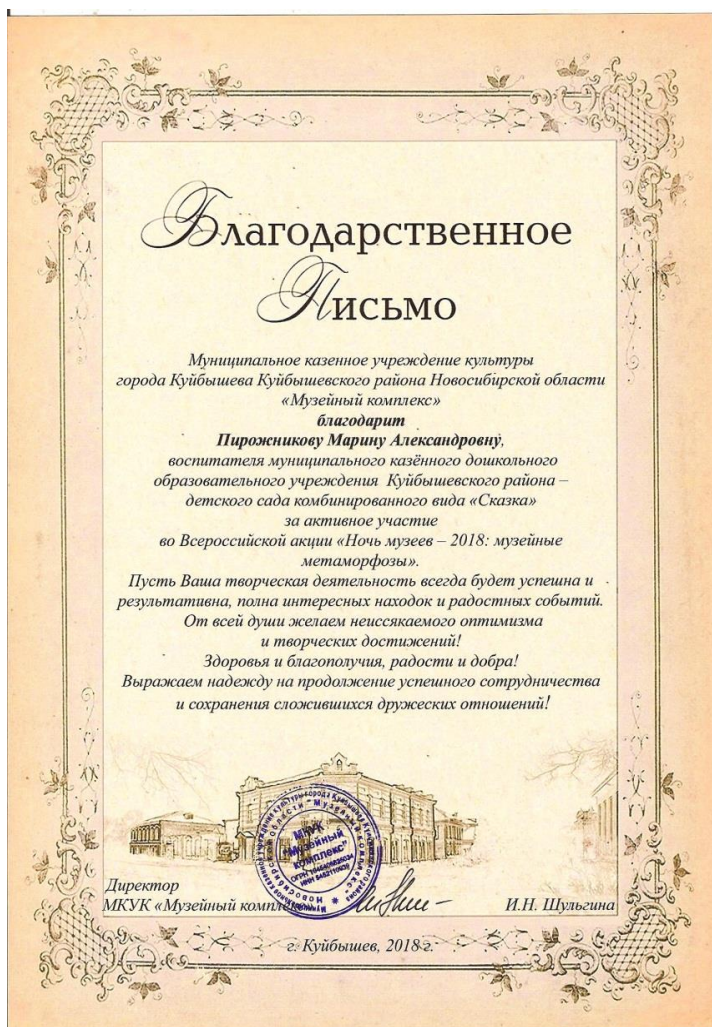 Благодарственное
Письмо
Муниципальное казенное учреждение культуры
города Куйбышева Куйбышевского района Новосибирской области
«Музейный комплекс»
благодарит
Пирожникову Марину Александровну,
воспитателя муниципального казённого дошкольного
образовательного учреждения Куйбышевского района –
детского сада комбинированного вида «Сказка»
за активное участие
во Всероссийской акции «Ночь музеев – 2018: музейные
метаморфозы».
Пусть Ваша творческая деятельность всегда будет успешна и
результативна, полна интересных находок и радостных событий.
От всей души желаем неиссякаемого оптимизма
и творческих достижений!
Здоровья и благополучия, радости и добра!
Выражаем надежду на продолжение успешного сотрудничества
и сохранения сложившихся дружеских отношений!
МКУК
"Музейный
комплекс"
Директор
МКУК «Музейный комплекс» И.Н. Шульгина
г. Куйбышев, 2018 г.